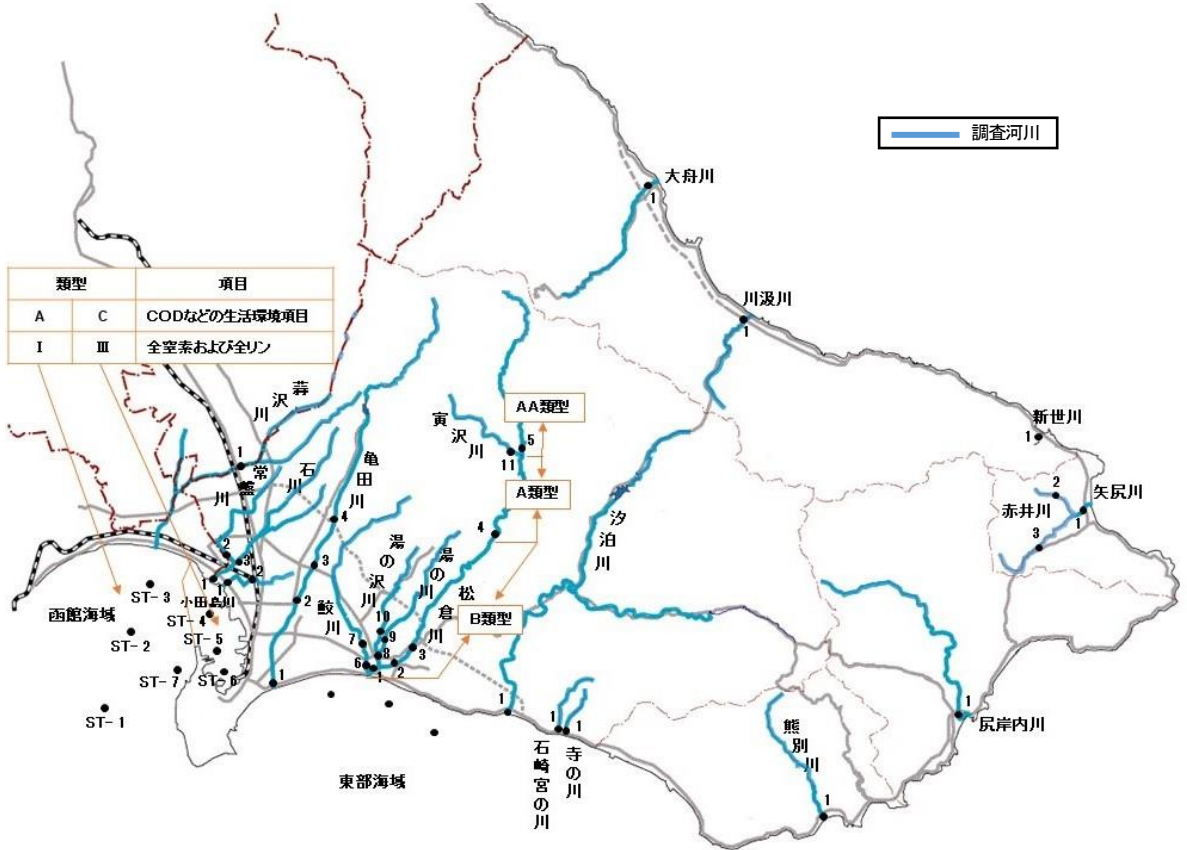 調査河川
大舟川
1
川汲川
1
類型
項目
A
C
CODなどの生活環境項目
I
Ⅲ
全窒素および全リン
蒜沢川
1
常盤川
石川
亀田川
寅沢川
AA類型
5
11
A類型
新世川
1
2
赤井川
矢尻川
1
3
4
4
汐泊川
湯の沢川
湯の川
松倉川
B類型
2
3
2
1
1
3
小田島川
2
鮫川
10
9
7
8
3
6
1
2
函館海域
ST-3
ST-4
ST-2
ST-5
ST-7
ST-6
ST-1
1
1
1
1
石崎宮の川
寺の川
熊別川
1
1
尻岸内川
東部海域